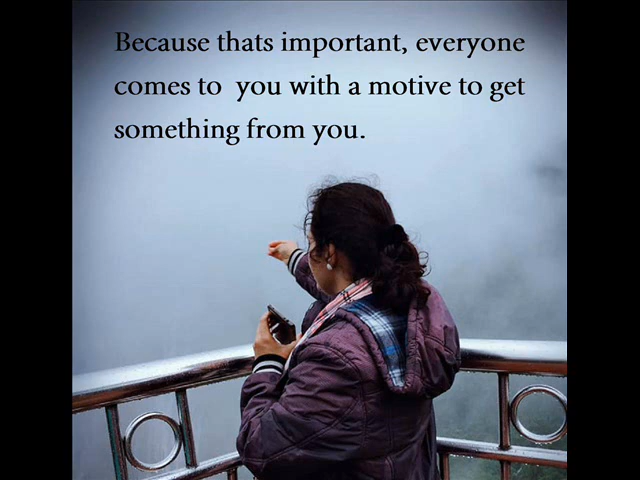 Because thats important, everyone
comes to  you with a motive to get
something from you.